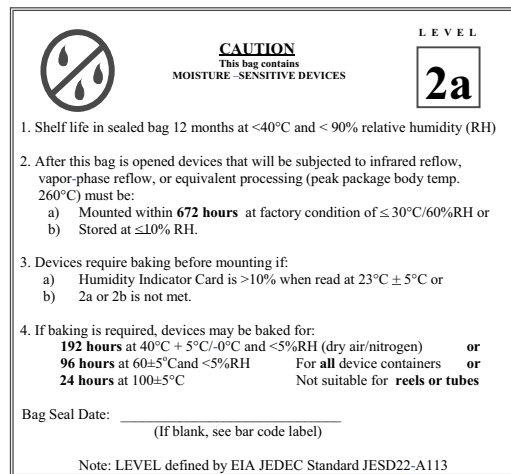 LEVEL
CAUTION
This bag contains
MOISTURE –SENSITIVE DEVICES
2a
1. Shelf life in sealed bag 12 months at <40°C and < 90% relative humidity (RH)
2. After this bag is opened devices that will be subjected to infrared reflow,
vapor-phase reflow, or equivalent processing (peak package body temp.
260°C) must be:
a) Mounted within 672 hours at factory condition of ≤ 30°C/60%RH or
b) Stored at ≤10% RH.
3. Devices require baking before mounting if:
a) Humidity Indicator Card is >10% when read at 23°C ± 5°C or
b) 2a or 2b is not met.
4. If baking is required, devices may be baked for:
192 hours at 40°C + 5°C/-0°C and <5%RH (dry air/nitrogen) or
96 hours at 60±5°Cand <5%RH For all device containers or
24 hours at 100±5°C Not suitable for reels or tubes
Bag Seal Date: ______________________________
(If blank, see bar code label)
Note: LEVEL defined by EIA JEDEC Standard JESD22-A113